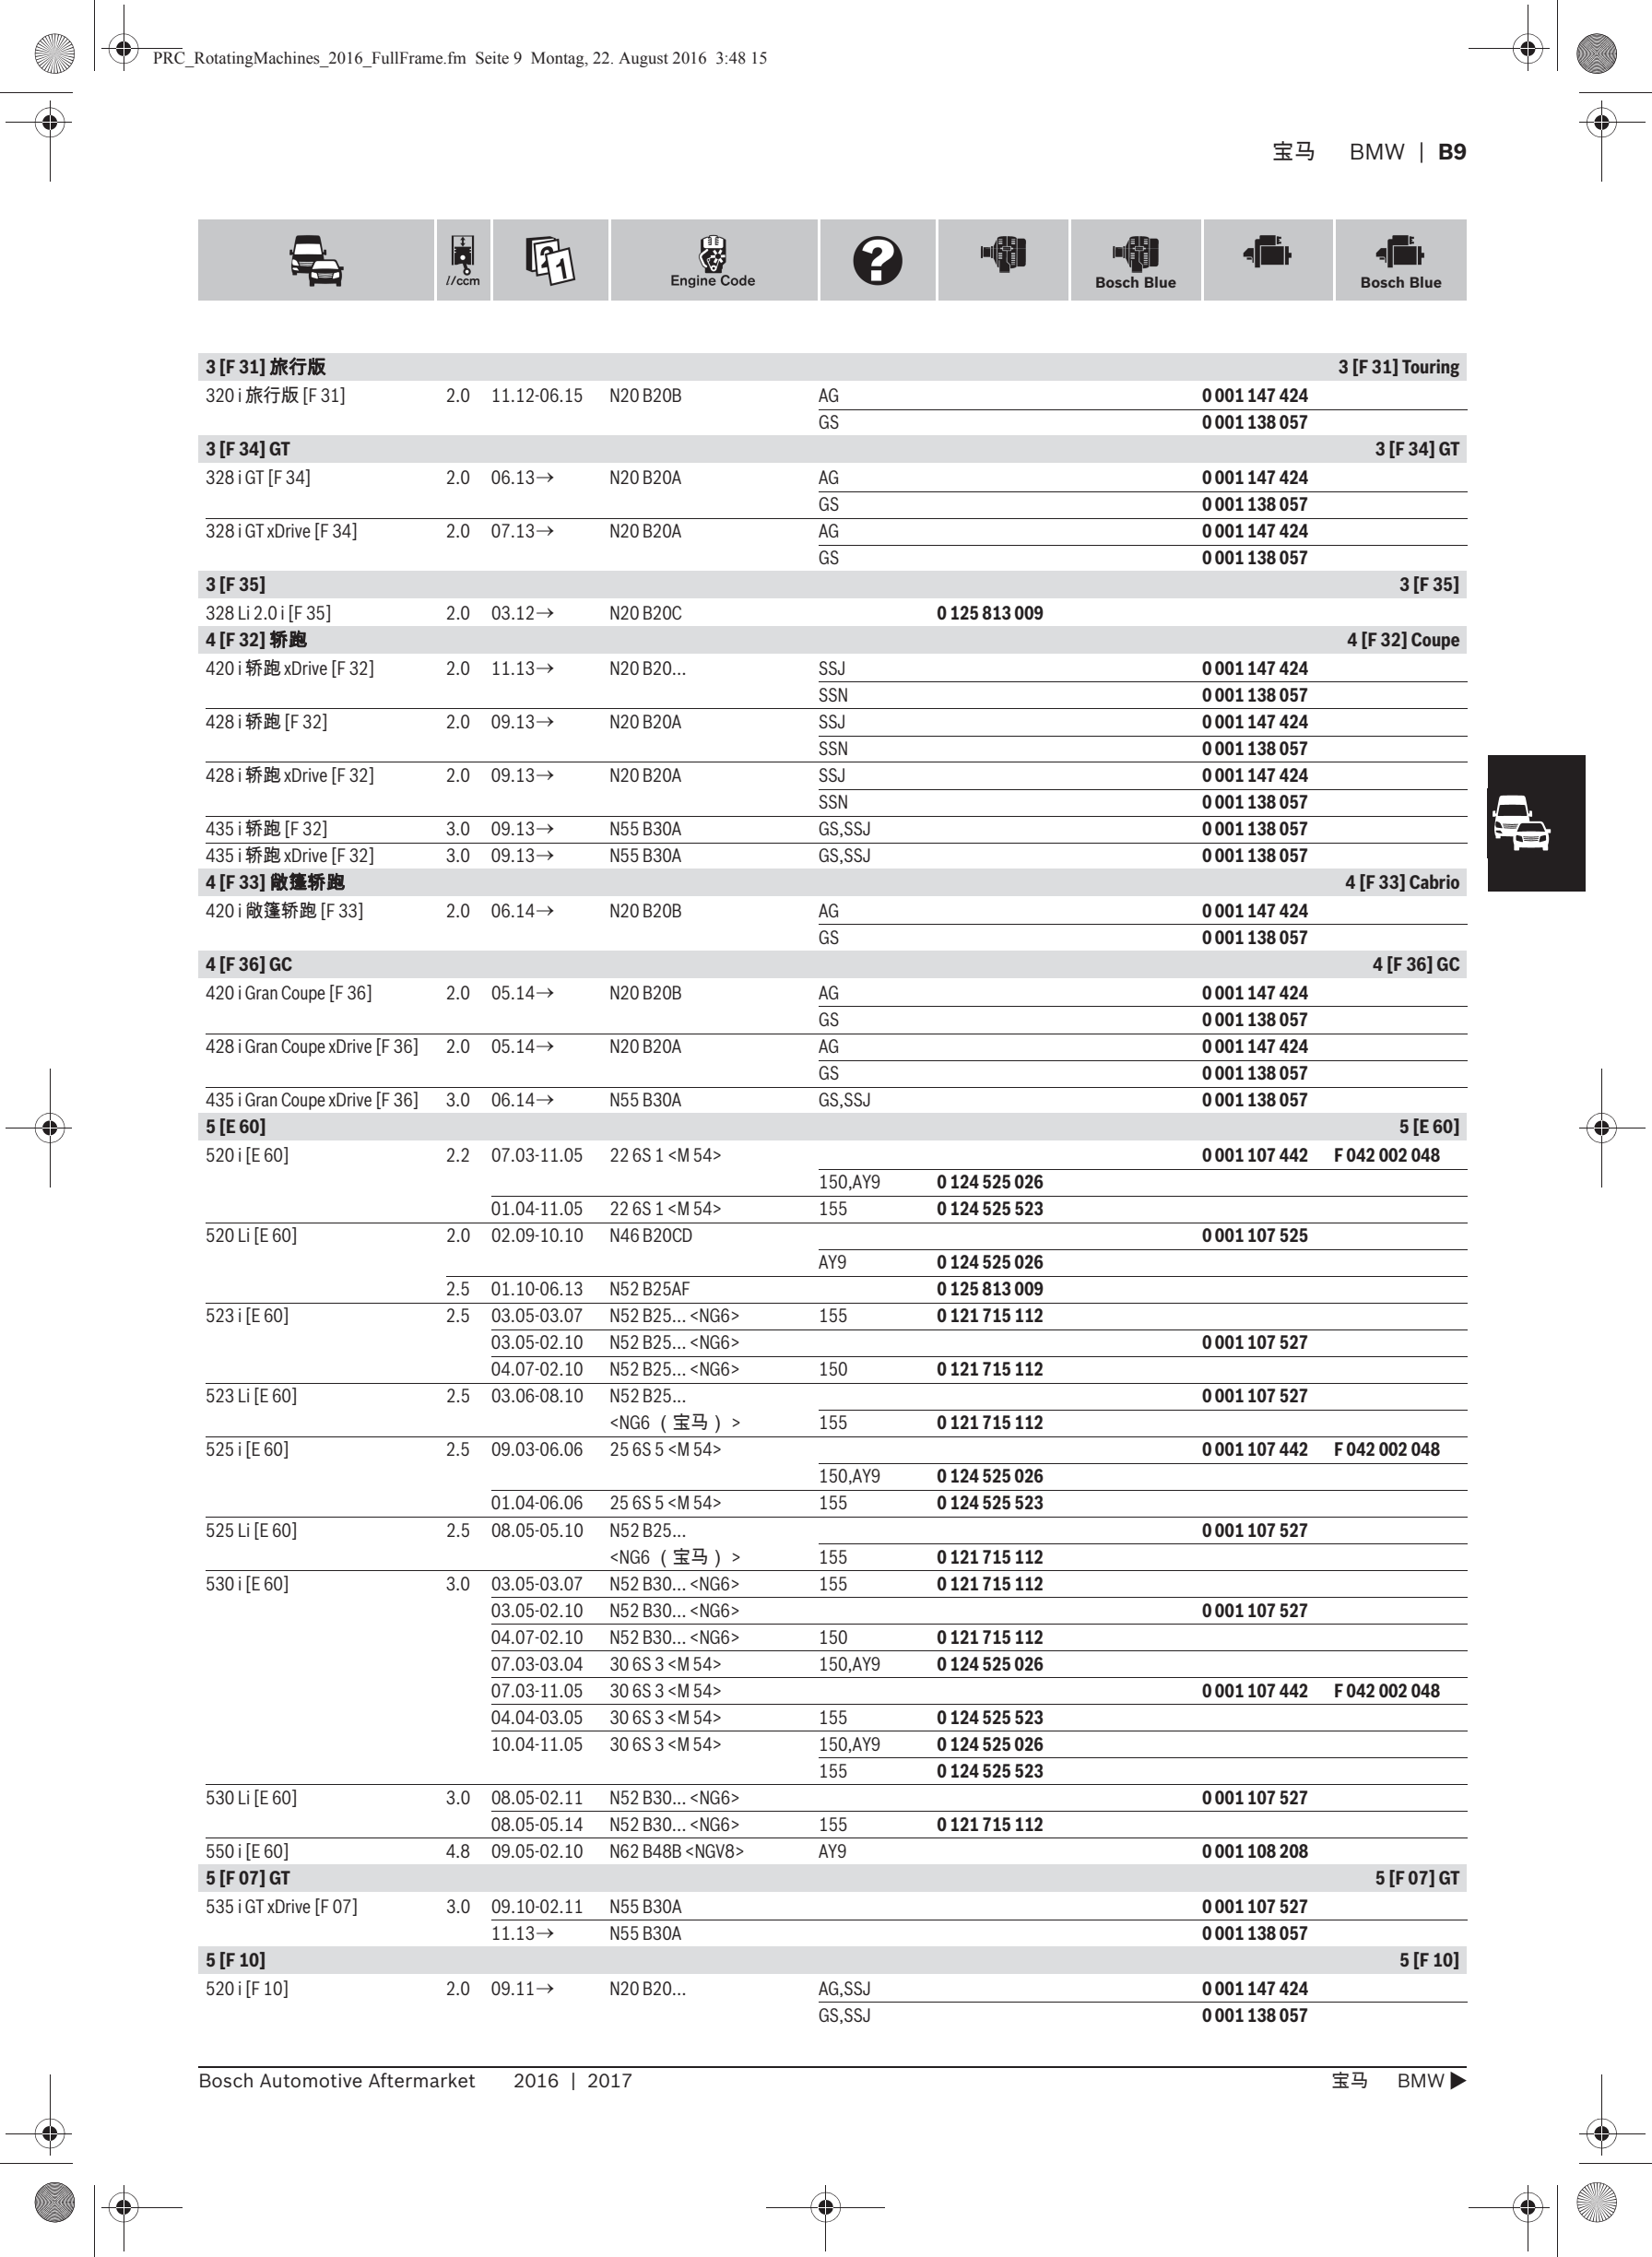 PRC_RotatingMachines_2016_FullFrame.fm Seite 9 Montag, 22. August 2016 3:48 15
宝马 BMW | B9
l/ccm Engine Code ? Bosch Blue Bosch Blue
3 [F 31] 旅行版 3 [F 31] Touring
320 i 旅行版 [F 31] 2.0 11.12-06.15 N20 B20B AG 0 001 147 424
GS 0 001 138 057
3 [F 34] GT 3 [F 34] GT
328 i GT [F 34] 2.0 06.13→ N20 B20A AG 0 001 147 424
GS 0 001 138 057
328 i GT xDrive [F 34] 2.0 07.13→ N20 B20A AG 0 001 147 424
GS 0 001 138 057
3 [F 35] 3 [F 35]
328 Li 2.0 i [F 35] 2.0 03.12→ N20 B20C 0 125 813 009
4 [F 32] 轿跑 4 [F 32] Coupe
420 i 轿跑 xDrive [F 32] 2.0 11.13→ N20 B20... SSJ 0 001 147 424
SSN 0 001 138 057
428 i 轿跑 [F 32] 2.0 09.13→ N20 B20A SSJ 0 001 147 424
SSN 0 001 138 057
428 i 轿跑 xDrive [F 32] 2.0 09.13→ N20 B20A SSJ 0 001 147 424
SSN 0 001 138 057
435 i 轿跑 [F 32] 3.0 09.13→ N55 B30A GS,SSJ 0 001 138 057
435 i 轿跑 xDrive [F 32] 3.0 09.13→ N55 B30A GS,SSJ 0 001 138 057
4 [F 33] 敞篷轿跑 4 [F 33] Cabrio
420 i 敞篷轿跑 [F 33] 2.0 06.14→ N20 B20B AG 0 001 147 424
GS 0 001 138 057
4 [F 36] GC 4 [F 36] GC
420 i Gran Coupe [F 36] 2.0 05.14→ N20 B20B AG 0 001 147 424
GS 0 001 138 057
428 i Gran Coupe xDrive [F 36] 2.0 05.14→ N20 B20A AG 0 001 147 424
GS 0 001 138 057
435 i Gran Coupe xDrive [F 36] 3.0 06.14→ N55 B30A GS,SSJ 0 001 138 057
5 [E 60] 5 [E 60]
520 i [E 60] 2.2 07.03-11.05 22 6S 1 <M 54> 0 001 107 442 F 042 002 048
150,AY9 0 124 525 026
01.04-11.05 22 6S 1 <M 54> 155 0 124 525 523
520 Li [E 60] 2.0 02.09-10.10 N46 B20CD 0 001 107 525
AY9 0 124 525 026
2.5 01.10-06.13 N52 B25AF 0 125 813 009
523 i [E 60] 2.5 03.05-03.07 N52 B25... <NG6> 155 0 121 715 112
03.05-02.10 N52 B25... <NG6> 0 001 107 527
04.07-02.10 N52 B25... <NG6> 150 0 121 715 112
523 Li [E 60] 2.5 03.06-08.10 N52 B25... 0 001 107 527
<NG6 （宝马）> 155 0 121 715 112
525 i [E 60] 2.5 09.03-06.06 25 6S 5 <M 54> 0 001 107 442 F 042 002 048
150,AY9 0 124 525 026
01.04-06.06 25 6S 5 <M 54> 155 0 124 525 523
525 Li [E 60] 2.5 08.05-05.10 N52 B25... 0 001 107 527
<NG6 （宝马）> 155 0 121 715 112
530 i [E 60] 3.0 03.05-03.07 N52 B30... <NG6> 155 0 121 715 112
03.05-02.10 N52 B30... <NG6> 0 001 107 527
04.07-02.10 N52 B30... <NG6> 150 0 121 715 112
07.03-03.04 30 6S 3 <M 54> 150,AY9 0 124 525 026
07.03-11.05 30 6S 3 <M 54> 0 001 107 442 F 042 002 048
04.04-03.05 30 6S 3 <M 54> 155 0 124 525 523
10.04-11.05 30 6S 3 <M 54> 150,AY9 0 124 525 026
155 0 124 525 523
530 Li [E 60] 3.0 08.05-02.11 N52 B30... <NG6> 0 001 107 527
08.05-05.14 N52 B30... <NG6> 155 0 121 715 112
550 i [E 60] 4.8 09.05-02.10 N62 B48B <NGV8> AY9 0 001 108 208
5 [F 07] GT 5 [F 07] GT
535 i GT xDrive [F 07] 3.0 09.10-02.11 N55 B30A 0 001 107 527
11.13→ N55 B30A 0 001 138 057
5 [F 10] 5 [F 10]
520 i [F 10] 2.0 09.11→ N20 B20... AG,SSJ 0 001 147 424
GS,SSJ 0 001 138 057
Bosch Automotive Aftermarket 2016 | 2017 宝马 BMW